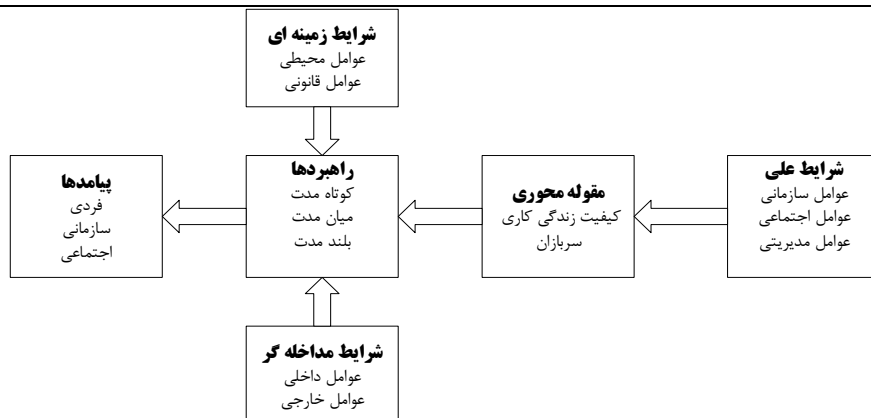 شرایط زمینه ای
عوامل محیطی
عوامل قانونی
شرایط علی
عوامل سازمانی
عوامل اجتماعی
عوامل مدیریتی
مقوله محوری
کیفیت زندگی کاری
سربازان
راهبردها
کوتاه مدت
میان مدت
بلند مدت
پیامدها
فردی
سازمانی
اجتماعی
شرایط مداخله گر
عوامل داخلی
عوامل خارجی